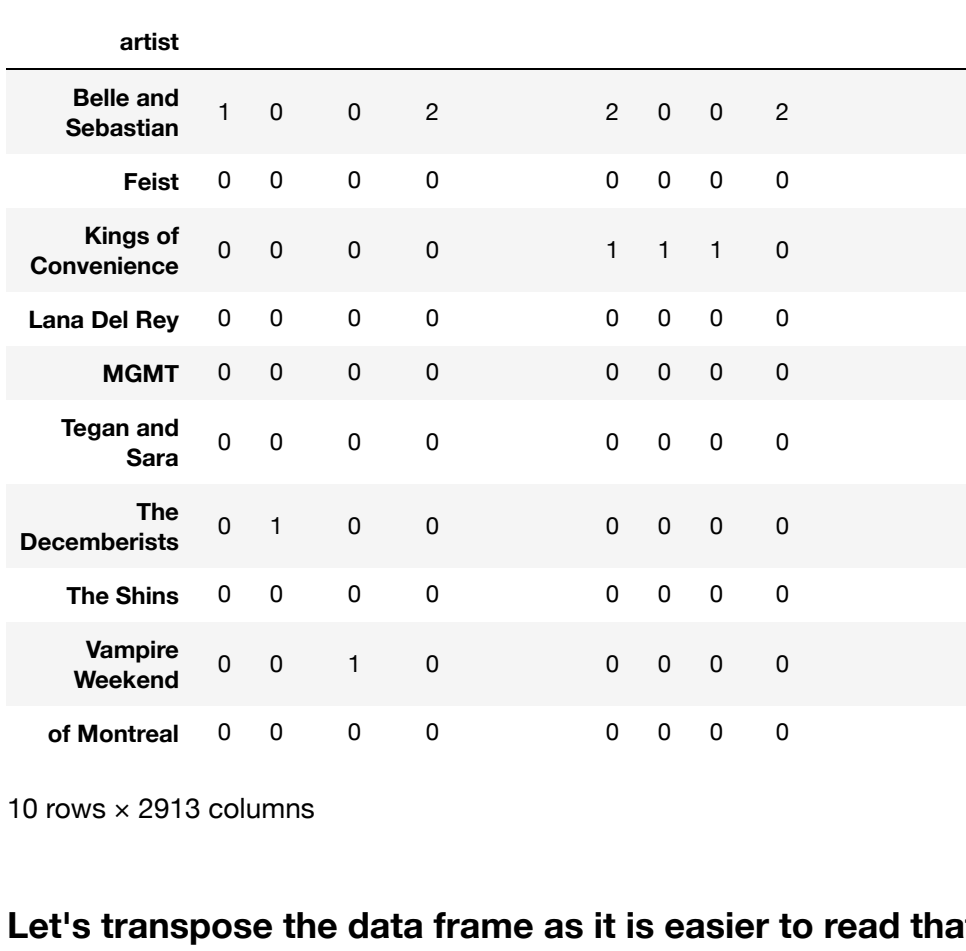 artist
Belle and
Sebastian 1 0 0 2 2 0 0 2
Feist 0 0 0 0 0 0 0 0
Kings of
Convenience 0 0 0 0 1 1 1 0
Lana Del Rey 0 0 0 0 0 0 0 0
MGMT 0 0 0 0 0 0 0 0
Tegan and
Sara 0 0 0 0 0 0 0 0
The
Decemberists 0 1 0 0 0 0 0 0
The Shins 0 0 0 0 0 0 0 0
Vampire
Weekend 0 0 1 0 0 0 0 0
of Montreal 0 0 0 0 0 0 0 0
10 rows × 2913 columns
Let's transpose the data frame as it is easier to read